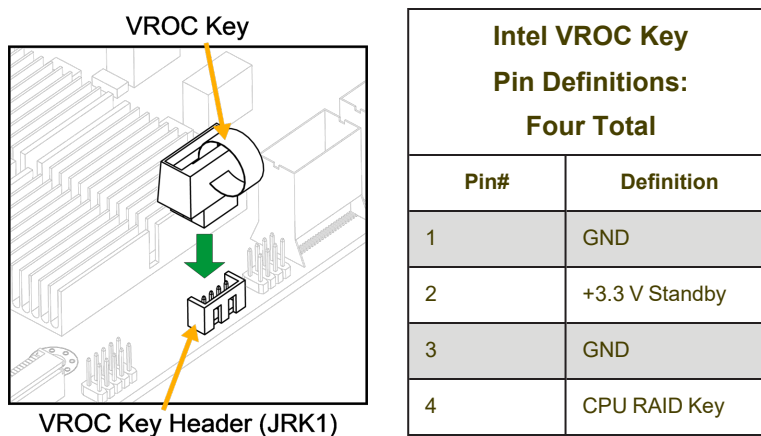 VROC Key
VROC Key Header (JRK1)
Intel VROC Key
Pin Definitions:
Four Total
Pin# Definition
1 GND
2 +3.3 V Standby
3 GND
4 CPU RAID Key